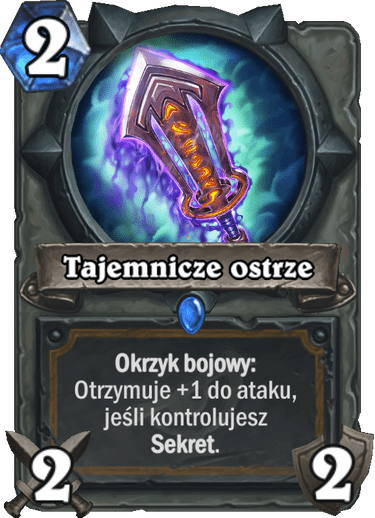 2
Tajemnicze ostrze
Okrzyk bojowy:
Otrzymuje +1 do ataku,
jeśli kontrolujesz
Sekret.
2
2